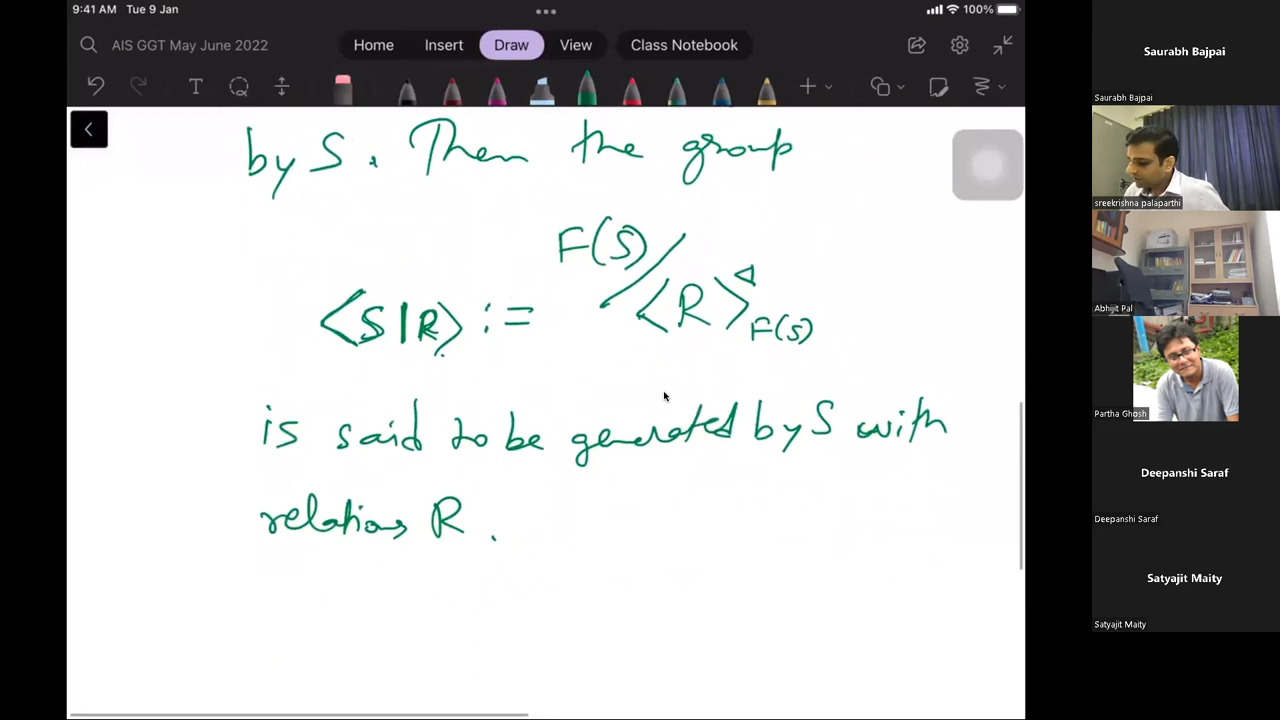 9:41 AM Tue 9 Jan
100%
AIS GGT May June 2022
Home Insert Draw View Class Notebook
by S. Then the group
⟨S|R⟩ := F(S)/⟨R⟩^◁_F(S)
is said to be generated by S with
relations R.
Saurabh Bajpai
Saurabh Bajpai
sreekrishna palaparthi
Abhijit Pal
Partha Ghosh
Deepanshi Saraf
Deepanshi Saraf
Satyajit Maity
Satyajit Maity